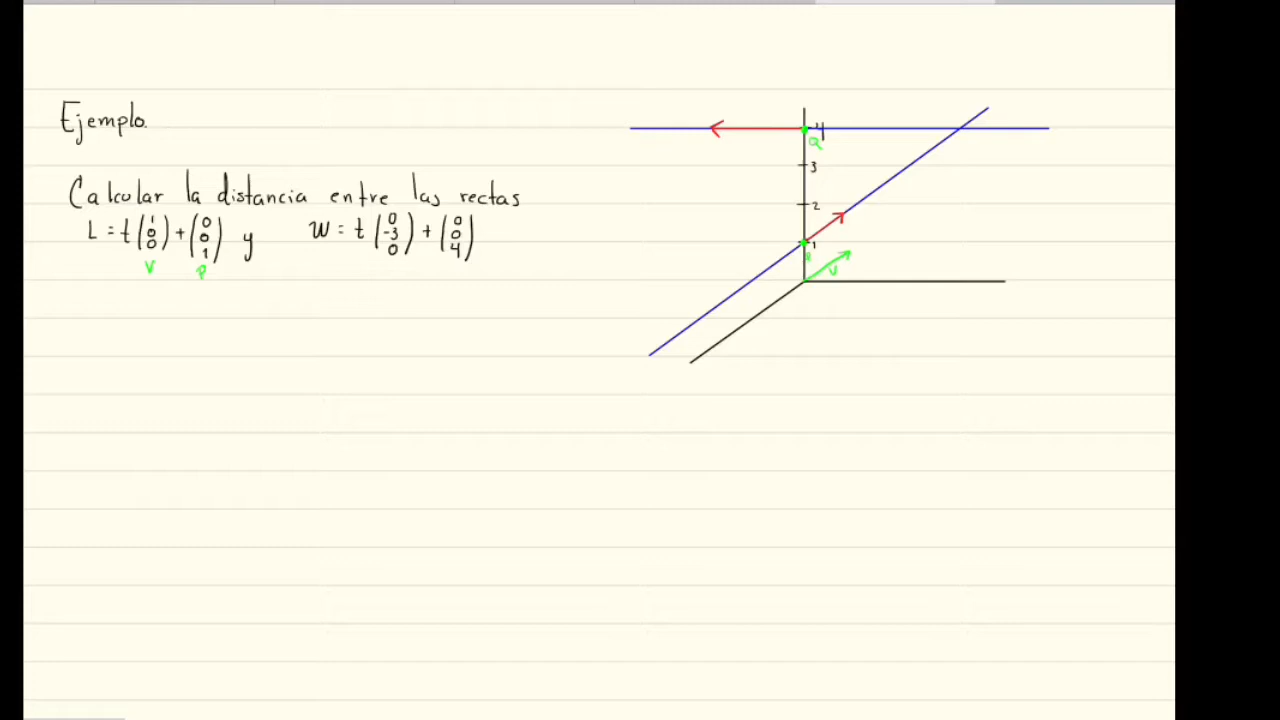 Ejemplo.
Calcular la distancia entre las rectas
L = t (1 0 0) + (0 0 1) y W = t (0 -3 0) + (0 0 4)
V P
4
Q
3
2
1
V